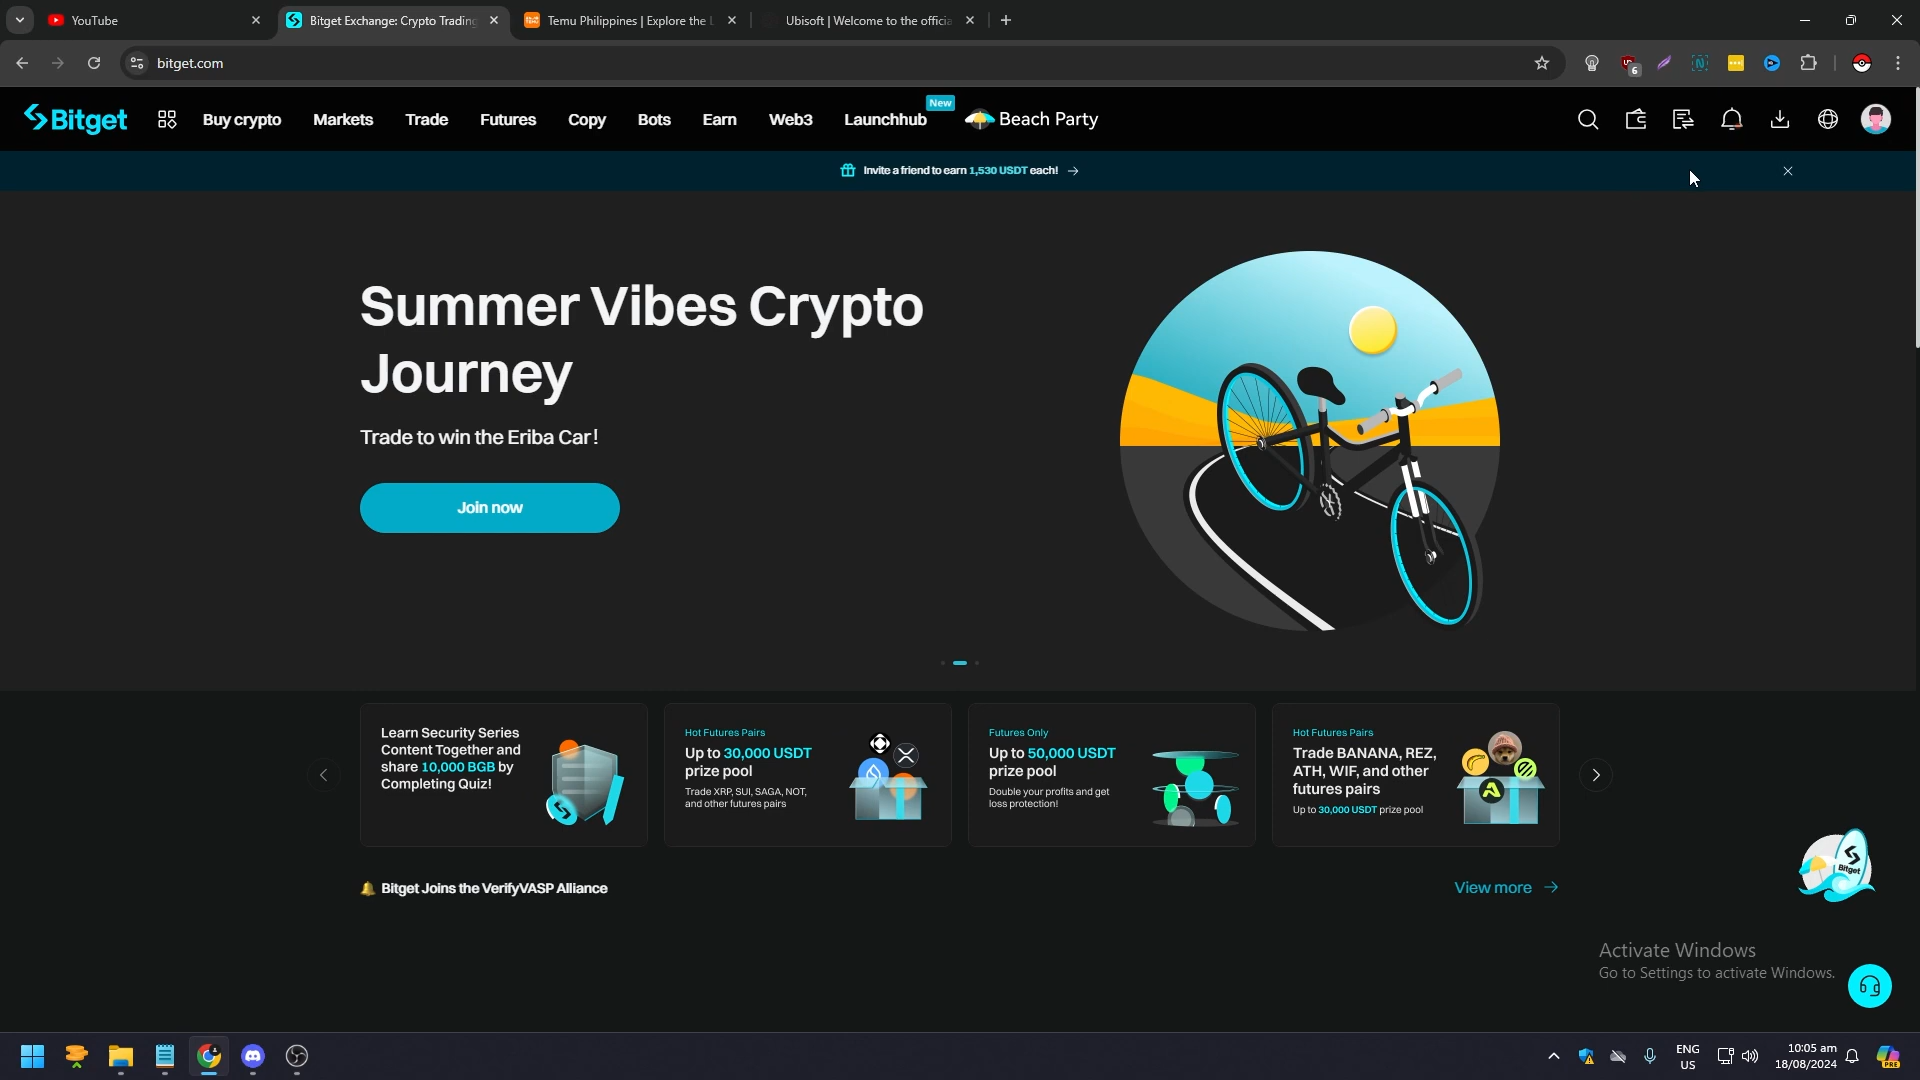 YouTube
Bitget Exchange: Crypto Trading
Temu Philippines | Explore the L
Ubisoft | Welcome to the officia
bitget.com
6
Bitget
Buy crypto
Markets
Trade
Futures
Copy
Bots
Earn
Web3
Launchhub
New
Beach Party
Invite a friend to earn 1,530 USDT each!
Summer Vibes Crypto
Journey
Trade to win the Eriba Car!
Join now
Learn Security Series
Content Together and
share 10,000 BGB by
Completing Quiz!
Hot Futures Pairs
Up to 30,000 USDT
prize pool
Trade XRP, SUI, SAGA, NOT,
and other futures pairs
Futures Only
Up to 50,000 USDT
prize pool
Double your profits and get
loss protection!
Hot Futures Pairs
Trade BANANA, REZ,
ATH, WIF, and other
futures pairs
Up to 30,000 USDT prize pool
Bitget Joins the VerifyVASP Alliance
View more
Bitget
Activate Windows
Go to Settings to activate Windows.
ENG
US
10:05 am
18/08/2024
PRE